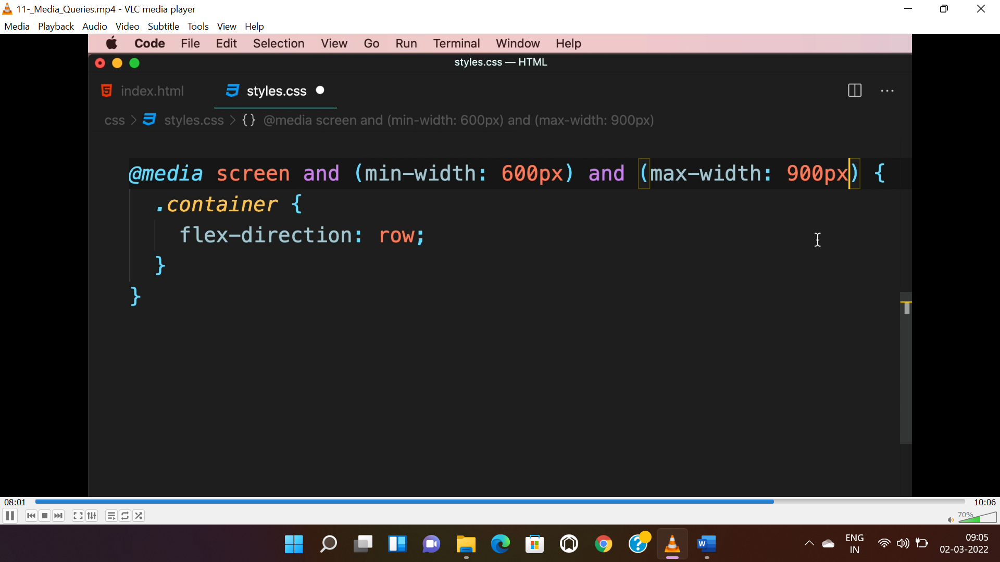 11-_Media_Queries.mp4 - VLC media player
Media Playback Audio Video Subtitle Tools View Help
Code File Edit Selection View Go Run Terminal Window Help
styles.css — HTML
index.html styles.css
css > styles.css > {} @media screen and (min-width: 600px) and (max-width: 900px)
@media screen and (min-width: 600px) and (max-width: 900px) {
.container {
flex-direction: row;
}
}
08:01 10:06
70%
ENG 09:05
IN 02-03-2022